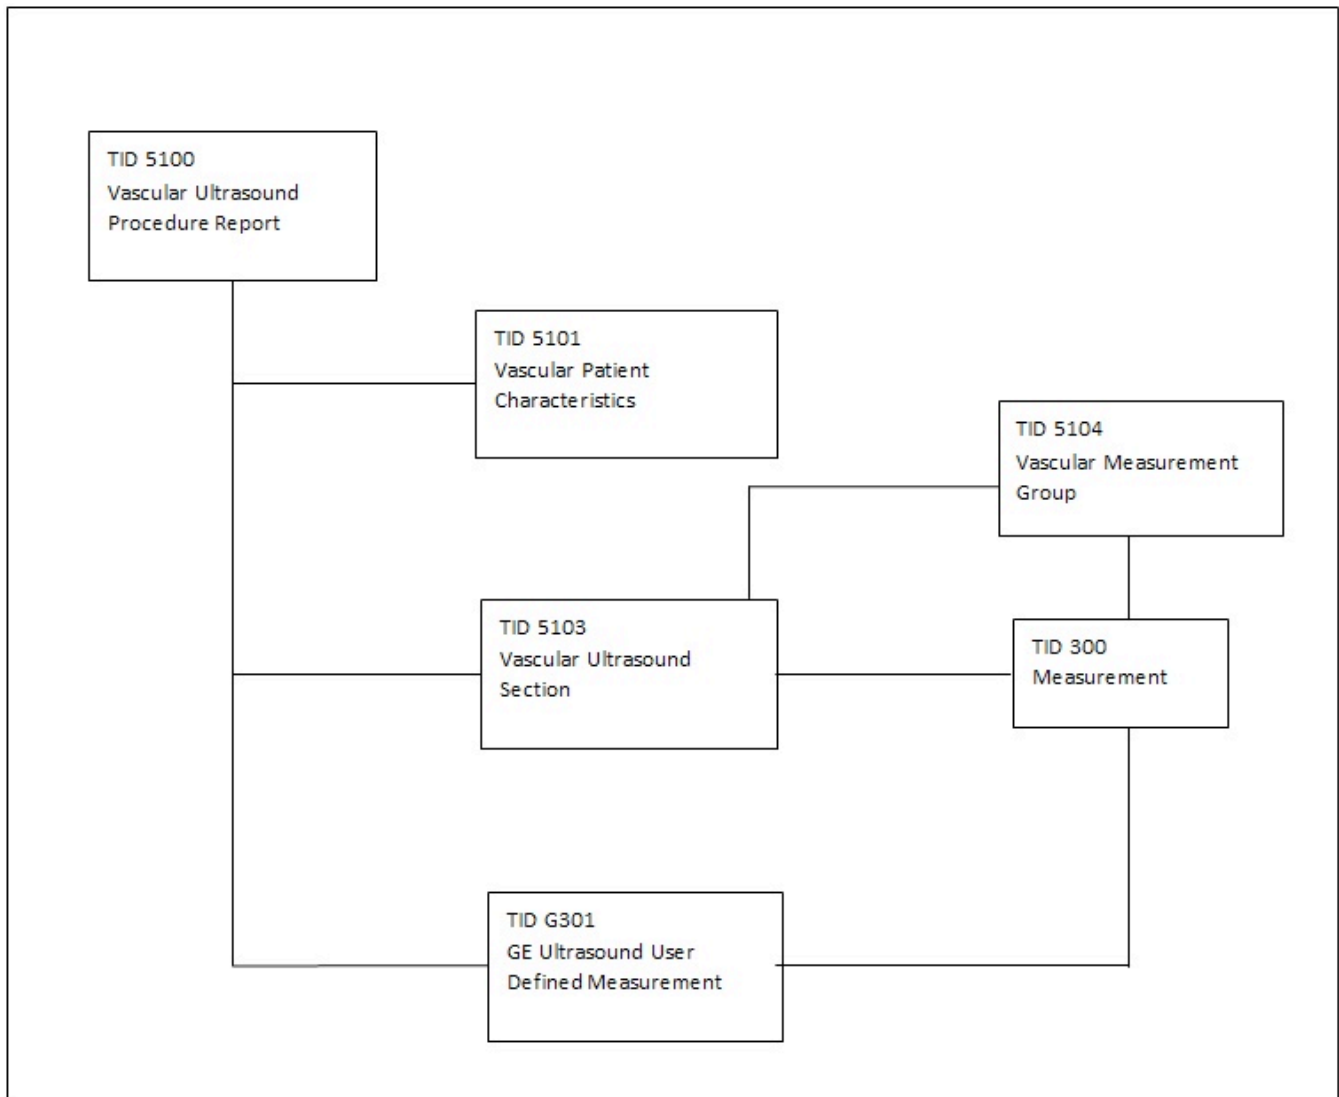 TID 5100
Vascular Ultrasound
Procedure Report
TID 5101
Vascular Patient
Characteristics
TID 5104
Vascular Measurement
Group
TID 5103
Vascular Ultrasound
Section
TID 300
Measurement
TID G301
GE Ultrasound User
Defined Measurement